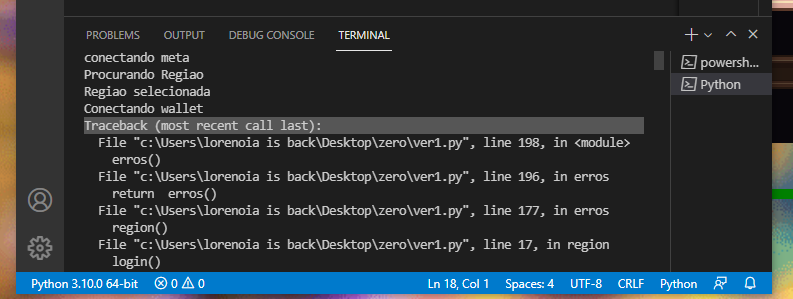 PROBLEMS OUTPUT DEBUG CONSOLE TERMINAL
conectando meta
Procurando Regiao
Regiao selecionada
Conectando wallet
Traceback (most recent call last):
  File "c:\Users\lorenoia is back\Desktop\zero\ver1.py", line 198, in <module>
    erros()
  File "c:\Users\lorenoia is back\Desktop\zero\ver1.py", line 196, in erros
    return  erros()
  File "c:\Users\lorenoia is back\Desktop\zero\ver1.py", line 177, in erros
    region()
  File "c:\Users\lorenoia is back\Desktop\zero\ver1.py", line 17, in region
    login()
powersh...
Python
Python 3.10.0 64-bit 0 0 Ln 18, Col 1 Spaces: 4 UTF-8 CRLF Python